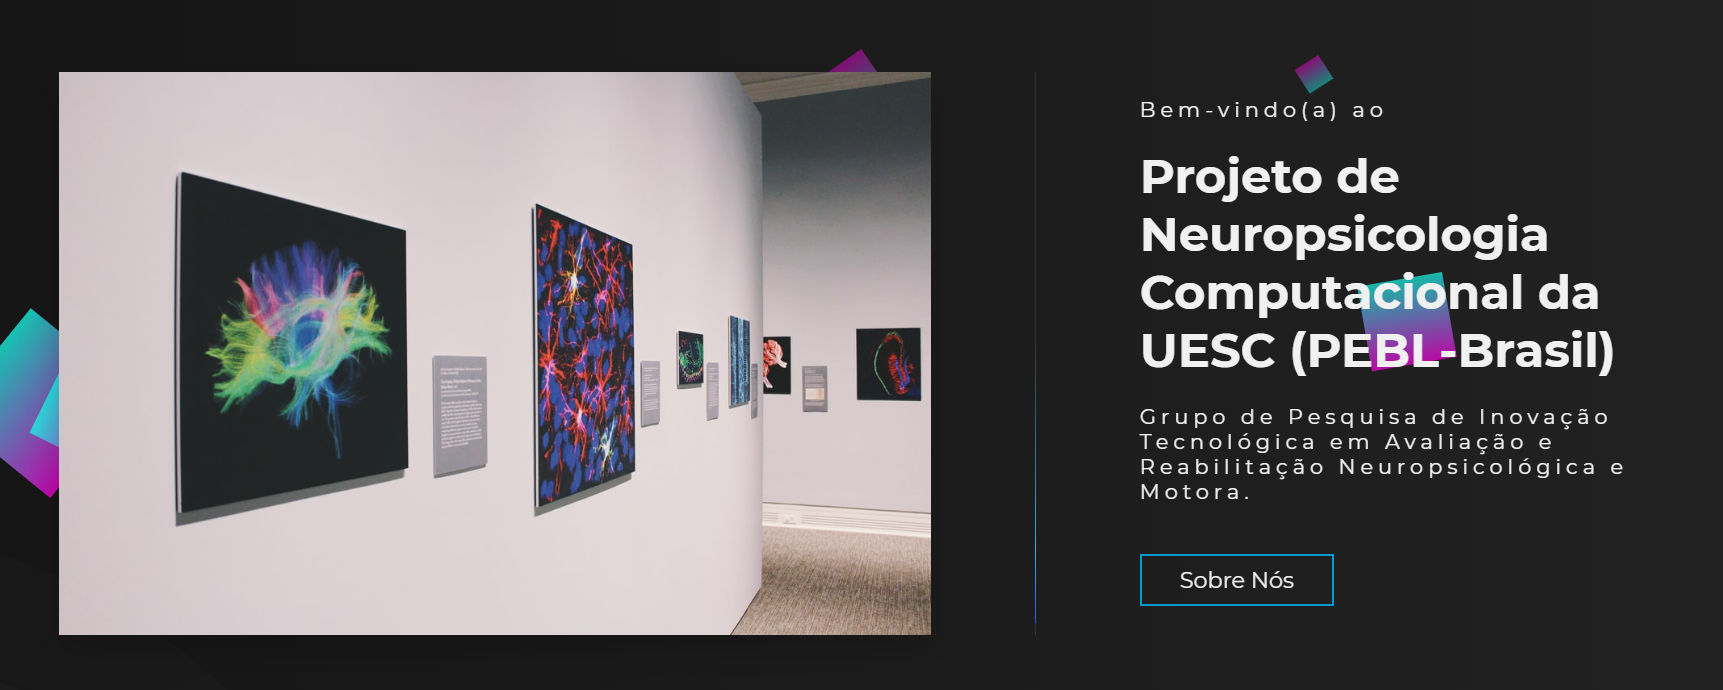 Bem-vindo(a) ao
Projeto de
Neuropsicologia
Computacional da
UESC (PEBL-Brasil)
Grupo de Pesquisa de Inovação
Tecnológica em Avaliação e
Reabilitação Neuropsicológica e
Motora.
Sobre Nós